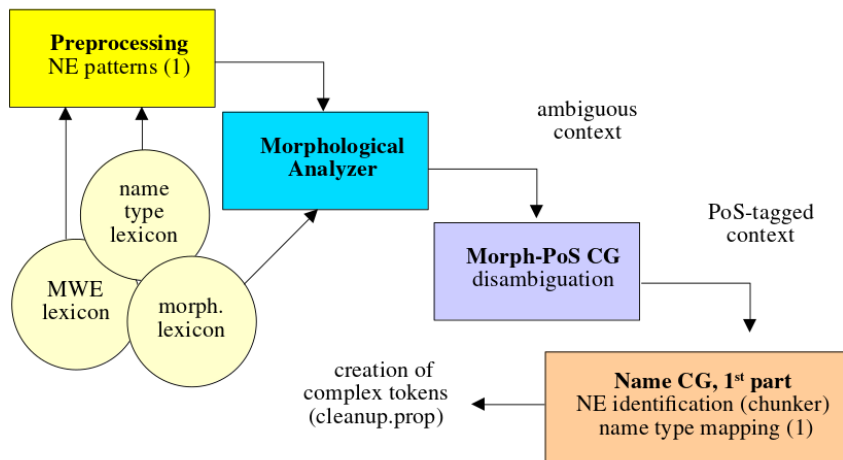 Preprocessing
NE patterns (1)
Morphological
Analyzer
ambiguous
context
name
type
lexicon
MWE
lexicon
morph.
lexicon
Morph-PoS CG
disambiguation
PoS-tagged
context
creation of
complex tokens
(cleanup.prop)
Name CG, 1st part
NE identification (chunker)
name type mapping (1)